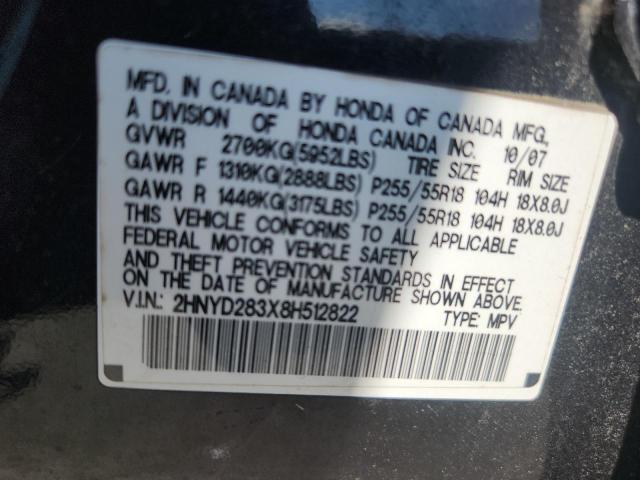 MFD. IN CANADA BY HONDA OF CANADA MFG.,
A DIVISION OF HONDA CANADA INC. 10/07
GVWR 2700KG(5952LBS) TIRE SIZE RIM SIZE
GAWR F 1310KG(2888LBS) P255/55R18 104H 18X8.0J
GAWR R 1440KG(3175LBS) P255/55R18 104H 18X8.0J
THIS VEHICLE CONFORMS TO ALL APPLICABLE
FEDERAL MOTOR VEHICLE SAFETY
AND THEFT PREVENTION STANDARDS IN EFFECT
ON THE DATE OF MANUFACTURE SHOWN ABOVE.
V.I.N.: 2HNYD283X8H512822 TYPE: MPV